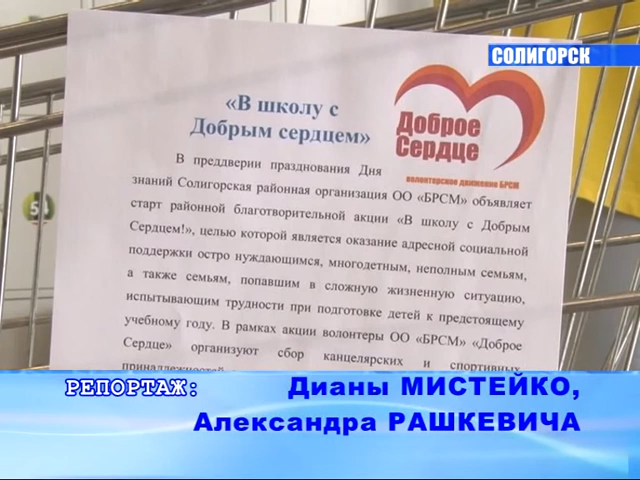 СОЛИГОРСК
«В школу с
Добрым сердцем»
Доброе
Сердце
волонтерское движение БРСМ
В преддверии празднования Дня
знаний Солигорская районная организация ОО «БРСМ» объявляет
старт районной благотворительной акции «В школу с Добрым
Сердцем!», целью которой является оказание адресной социальной
поддержки остро нуждающимся, многодетным, неполным семьям,
а также семьям, попавшим в сложную жизненную ситуацию,
испытывающим трудности при подготовке детей к предстоящему
учебному году. В рамках акции волонтеры ОО «БРСМ» «Доброе
Сердце» организуют сбор канцелярских и спортивных
принадлежностей
РЕПОРТАЖ:
Дианы МИСТЕЙКО,
Александра РАШКЕВИЧА